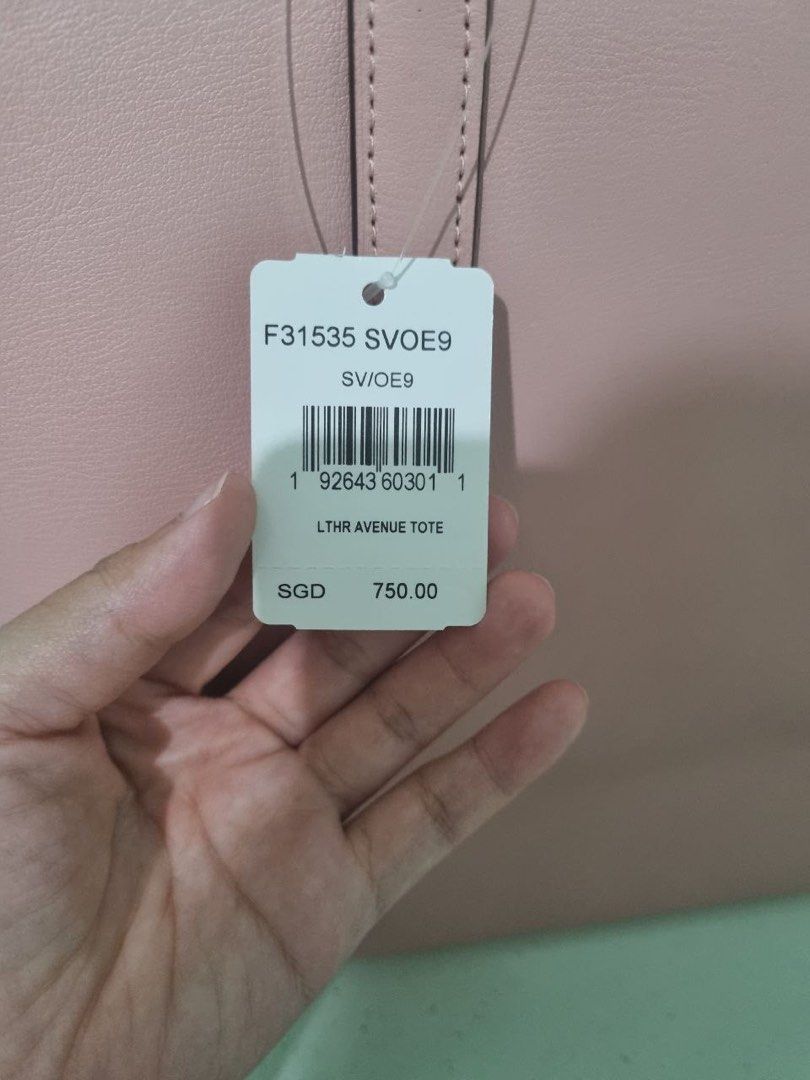 F31535 SVOE9
SV/OE9
1 92643 60301 1
LTHR AVENUE TOTE
SGD 750.00